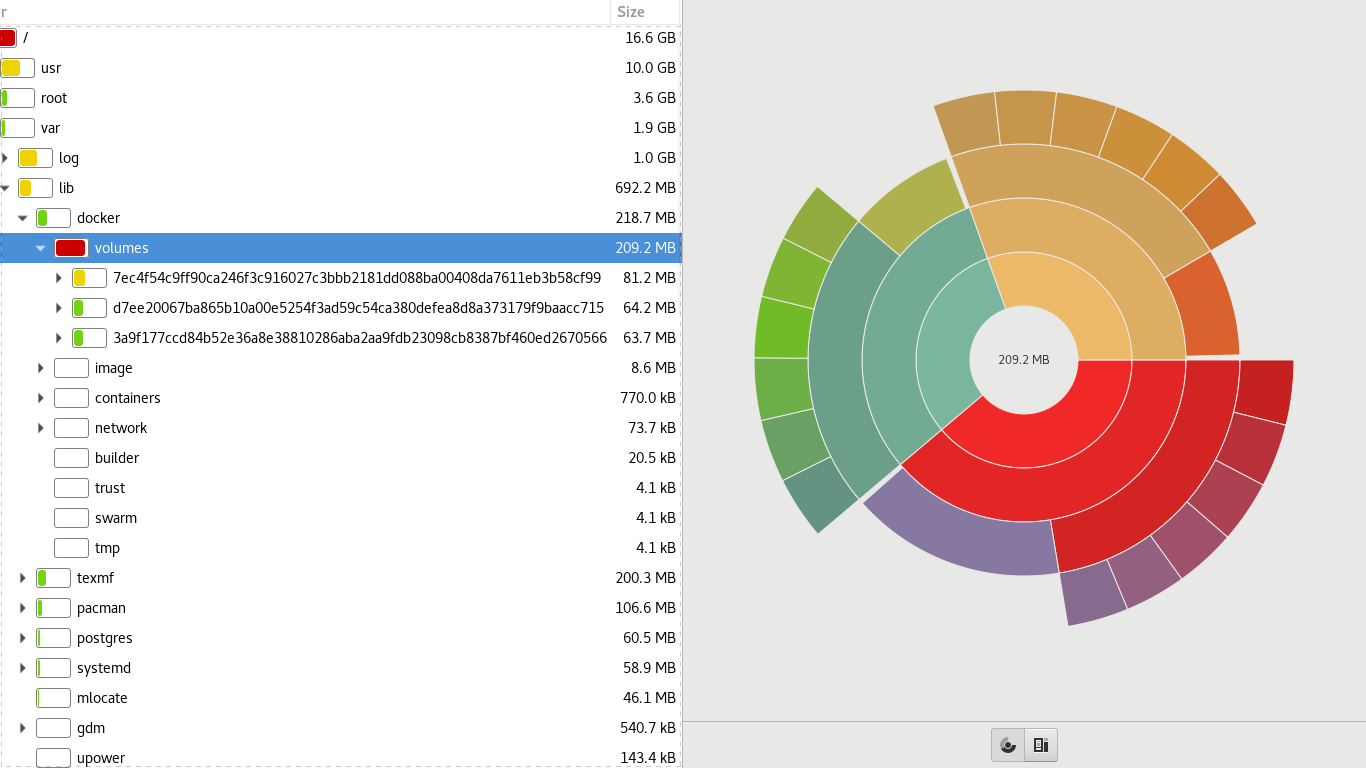 r Size
/ 16.6 GB
usr 10.0 GB
root 3.6 GB
var 1.9 GB
log 1.0 GB
lib 692.2 MB
docker 218.7 MB
volumes 209.2 MB
7ec4f54c9ff90ca246f3c916027c3bbb2181dd088ba00408da7611eb3b58cf99 81.2 MB
d7ee20067ba865b10a00e5254f3ad59c54ca380defea8d8a373179f9baacc715 64.2 MB
3a9f177ccd84b52e36a8e38810286aba2aa9fdb23098cb8387bf460ed2670566 63.7 MB
image 8.6 MB
containers 770.0 kB
network 73.7 kB
builder 20.5 kB
trust 4.1 kB
swarm 4.1 kB
tmp 4.1 kB
texmf 200.3 MB
pacman 106.6 MB
postgres 60.5 MB
systemd 58.9 MB
mlocate 46.1 MB
gdm 540.7 kB
upower 143.4 kB
209.2 MB